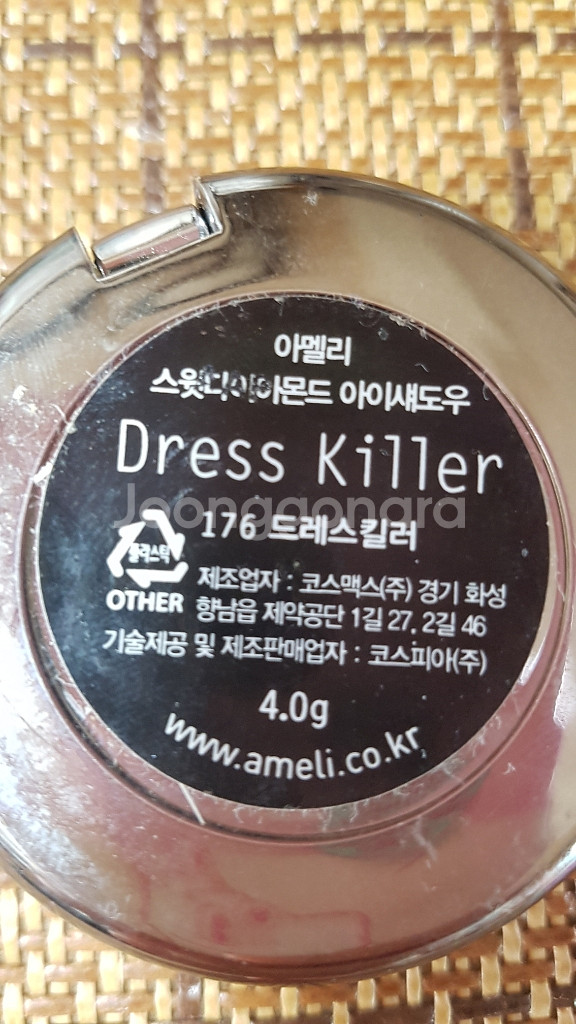 아멜리
스윗다이아몬드 아이섀도우
Dress Killer
Joonggonara
176 드레스킬러
플라스틱
OTHER
제조업자 : 코스맥스(주) 경기 화성
향남읍 제약공단 1길 27, 2길 46
기술제공 및 제조판매업자 : 코스피아(주)
4.0g
www.ameli.co.kr